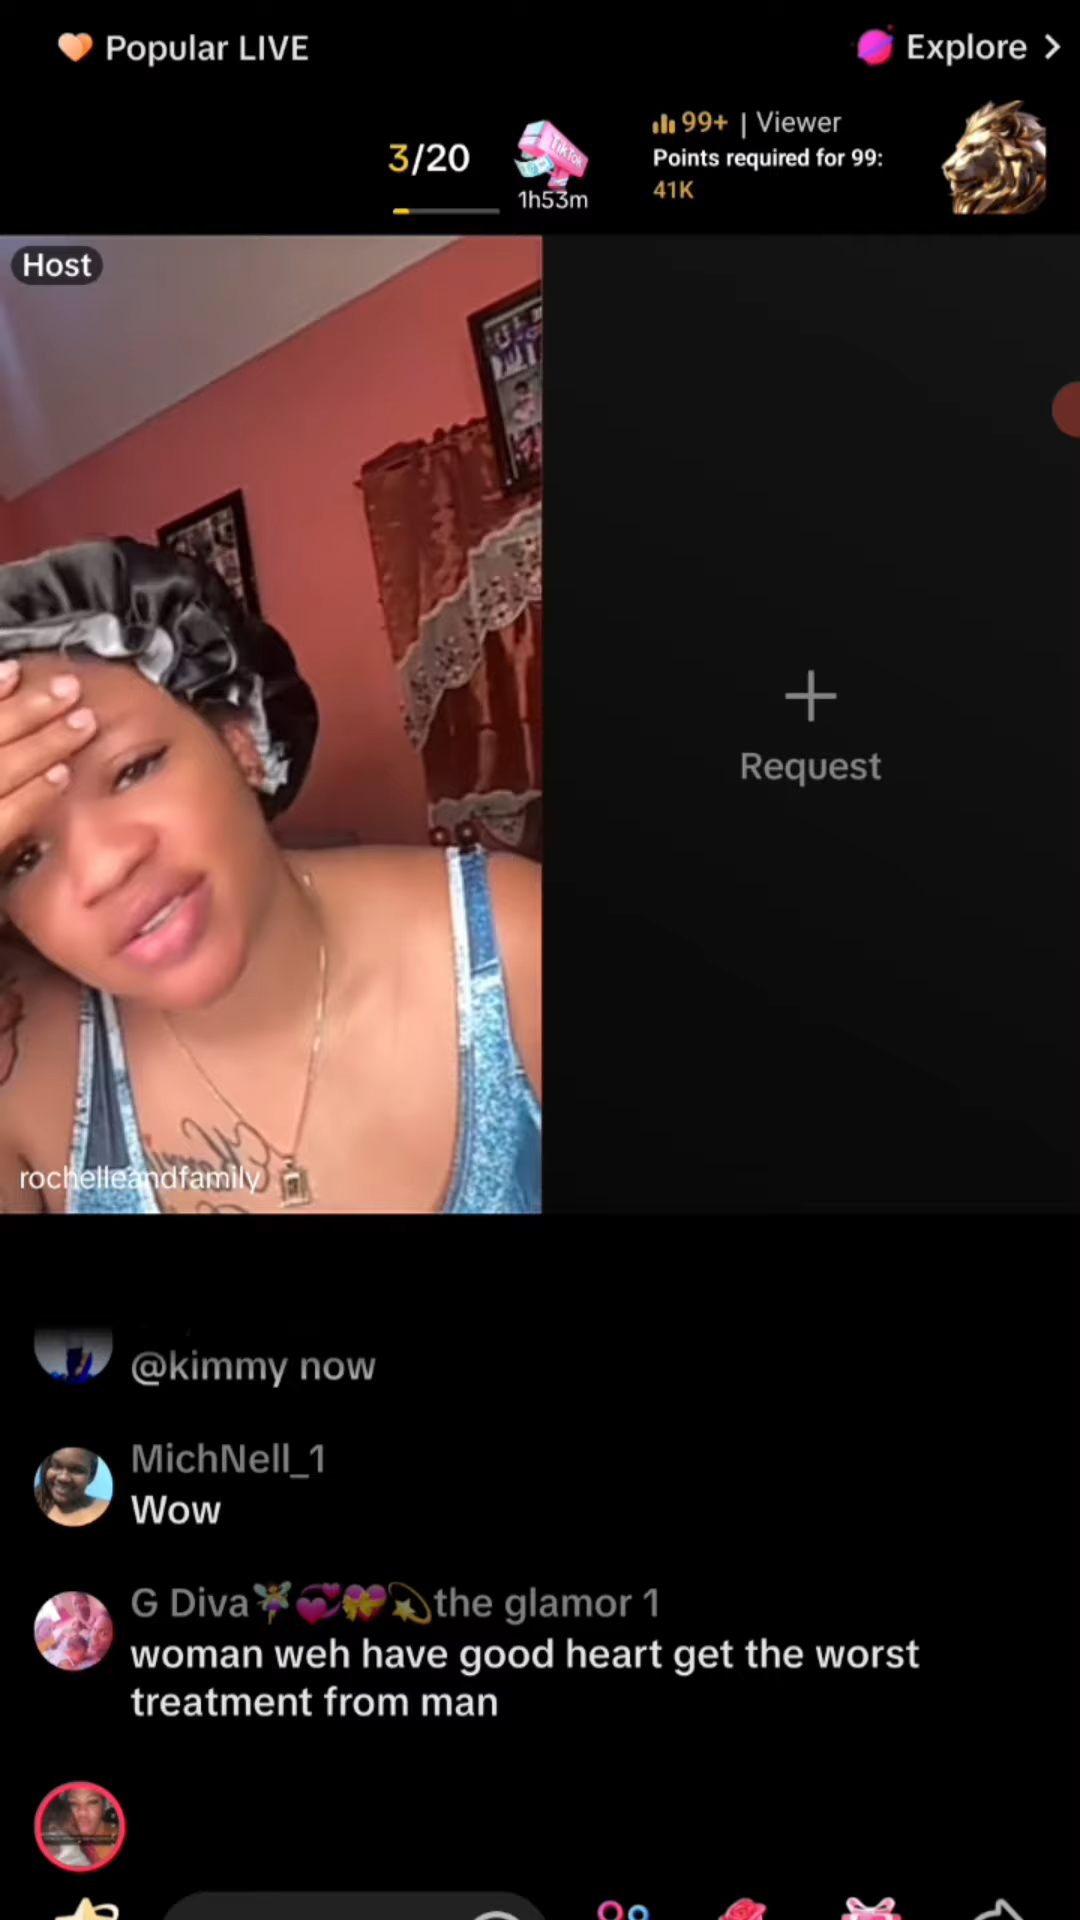 Popular LIVE
Explore
3/20
TikTok
1h53m
99+ | Viewer
Points required for 99:
41K
Host
Request
rochelleandfamily
@kimmy now
MichNell_1
Wow
G Diva🧚💞💝💫the glamor 1
woman weh have good heart get the worst
treatment from man